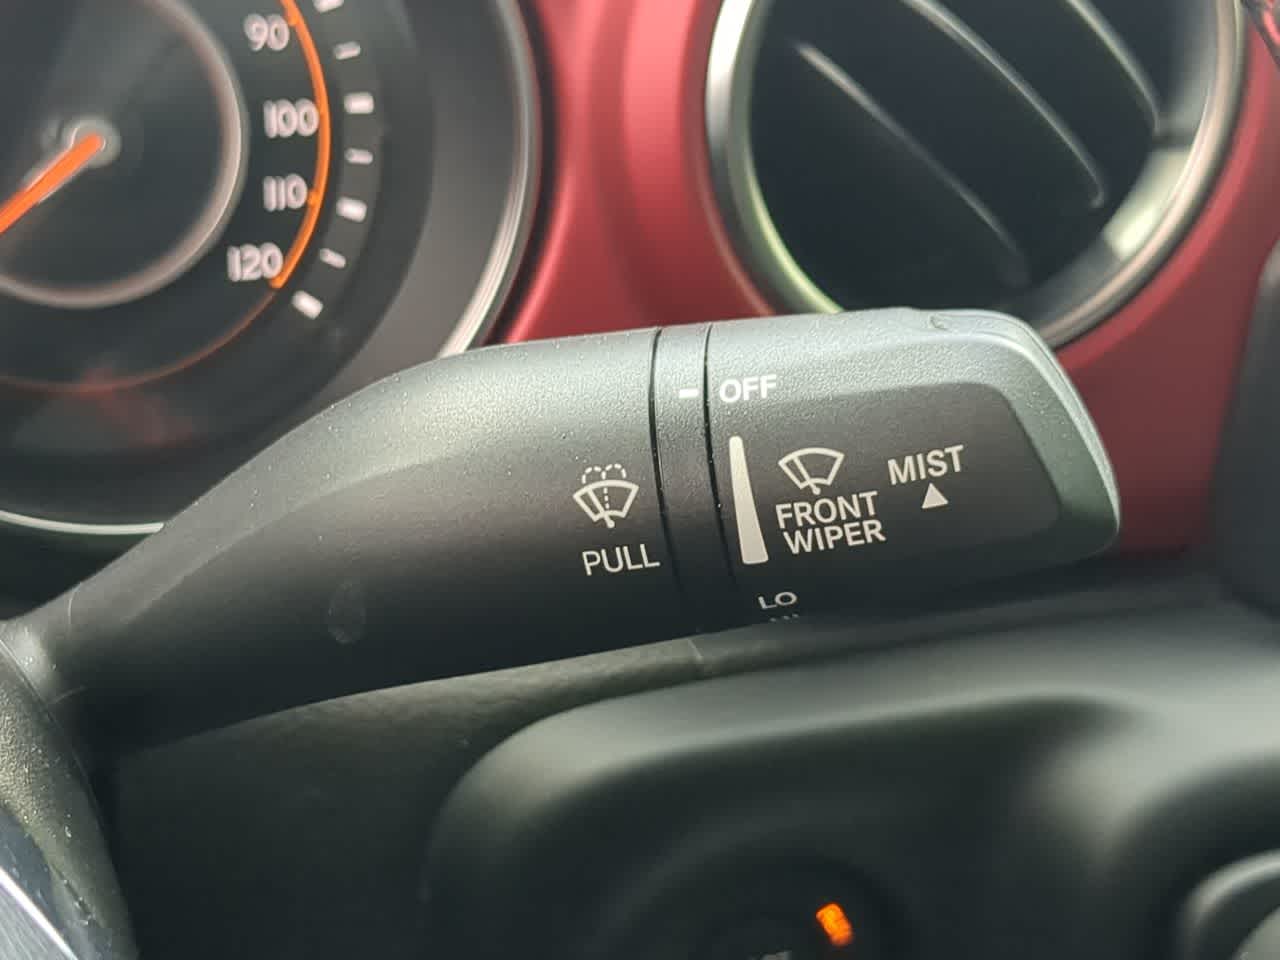 90
100
110
120
OFF
MIST
FRONT
WIPER
PULL
LO